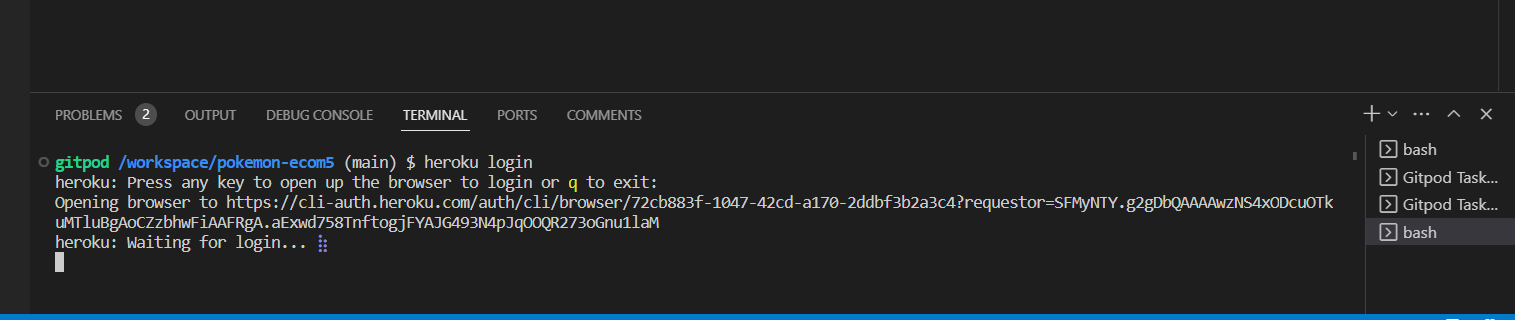 PROBLEMS 2 OUTPUT DEBUG CONSOLE TERMINAL PORTS COMMENTS
gitpod /workspace/pokemon-ecom5 (main) $ heroku login
heroku: Press any key to open up the browser to login or q to exit:
Opening browser to https://cli-auth.heroku.com/auth/cli/browser/72cb883f-1047-42cd-a170-2ddbf3b2a3c4?requestor=SFMyNTY.g2gDbQAAAAwzNS4xODcuOTk
uMTluBgAoCZzbhwFiAAFRgA.aExwd758TnftogjFYAJG493N4pJqOOQR273oGnu1laM
heroku: Waiting for login...
bash
Gitpod Task...
Gitpod Task...
bash